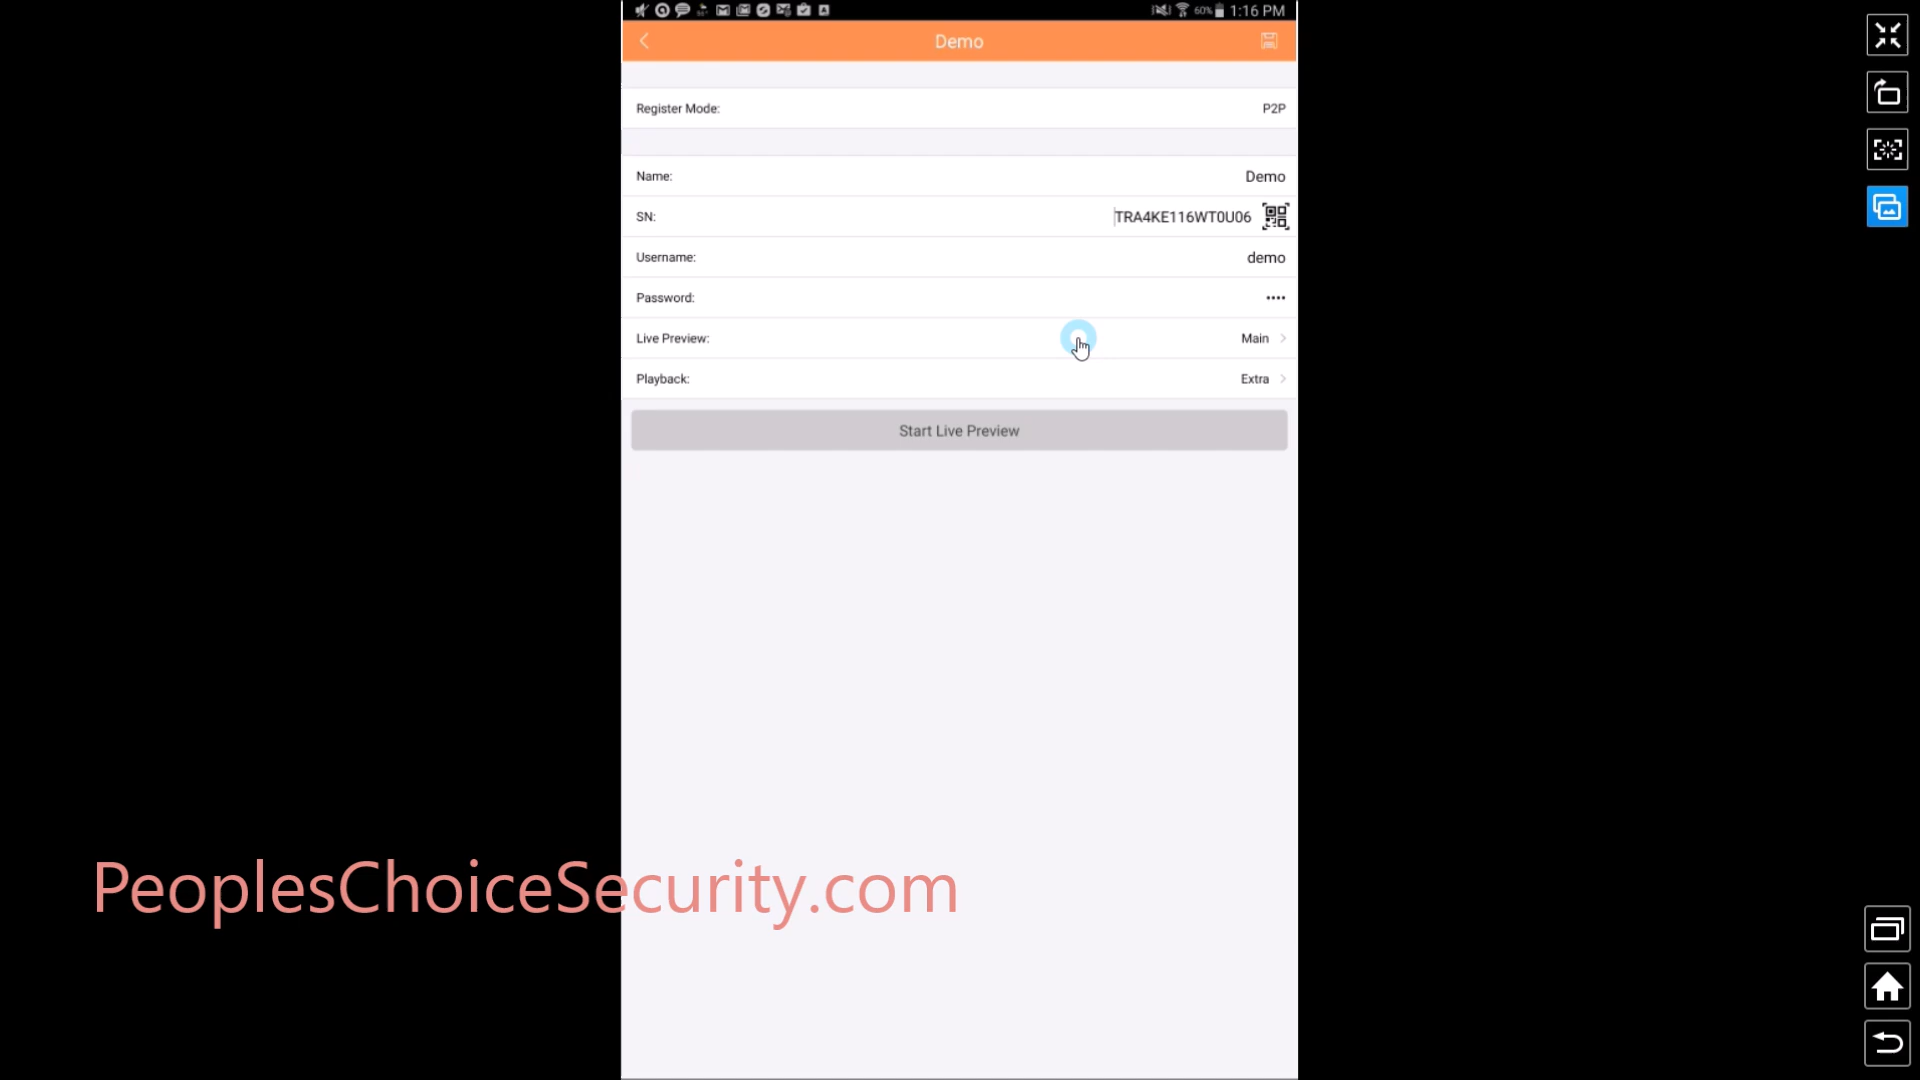 60% 1:16 PM
Demo
Register Mode: P2P
Name: Demo
SN: TRA4KE116WT0U06
Username: demo
Password: ••••
Live Preview: Main
Playback: Extra
Start Live Preview
PeoplesChoiceSecurity.com